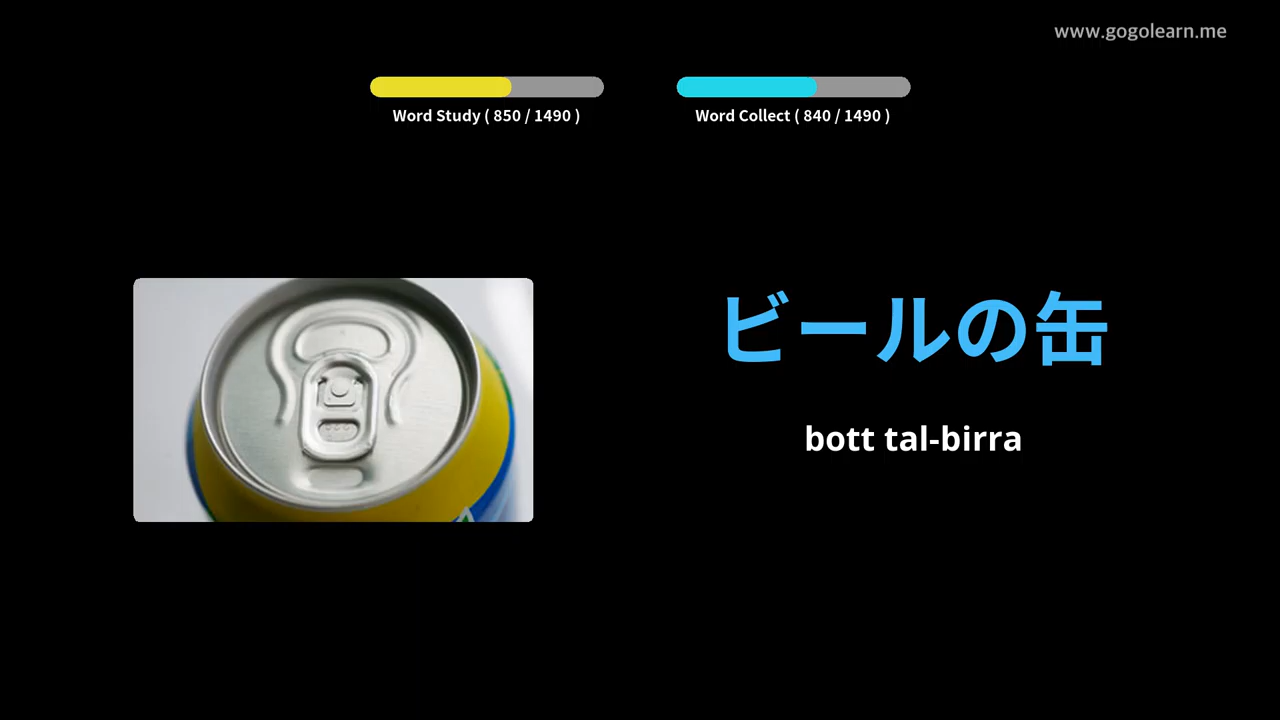 www.gogolearn.me
Word Study ( 850 / 1490 )
Word Collect ( 840 / 1490 )
ビールの缶
bott tal-birra